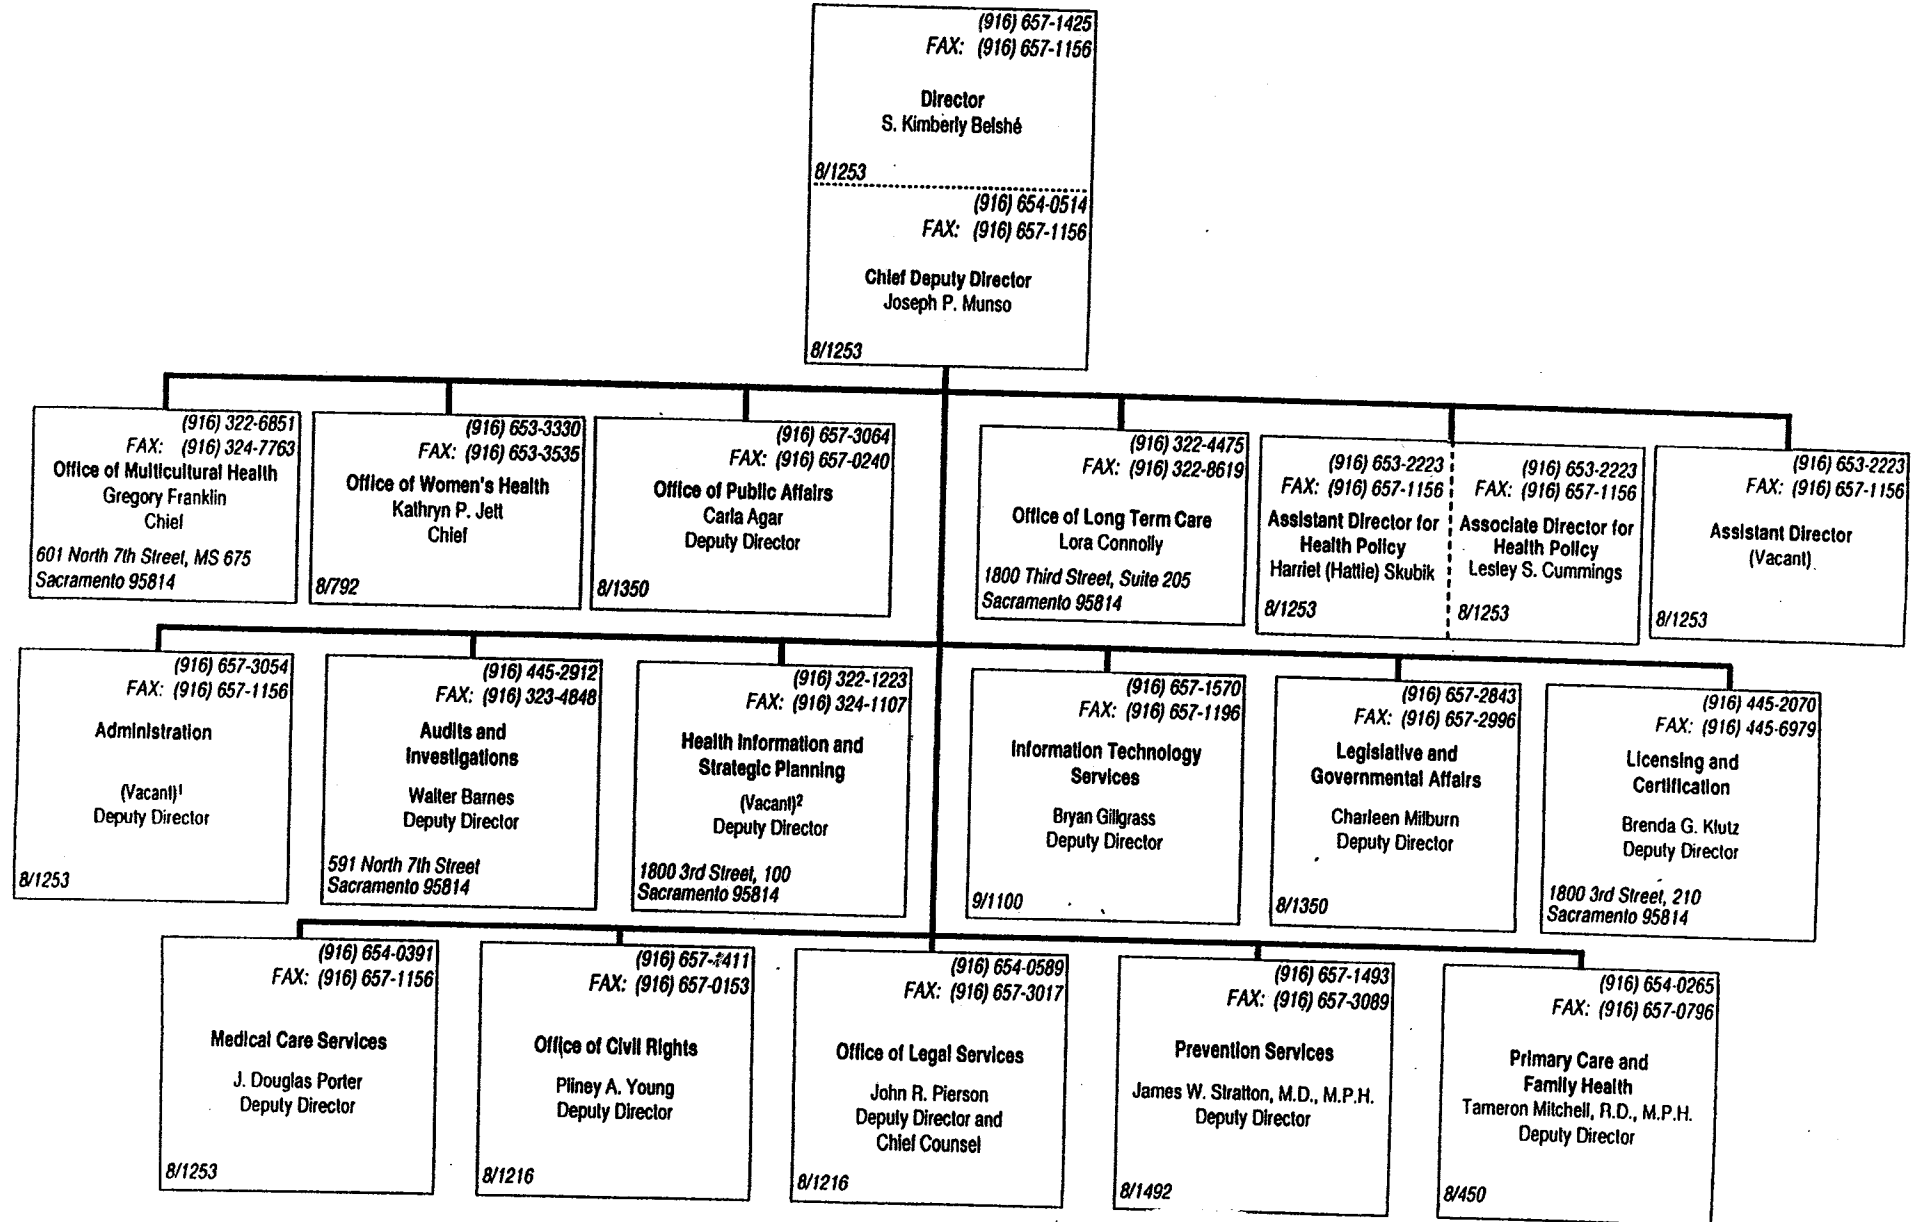 (916) 657-1425
FAX: (916) 657-1156
Director
S. Kimberly Belshé
8/1253
(916) 654-0514
FAX: (916) 657-1156
Chief Deputy Director
Joseph P. Munso
8/1253
(916) 322-6851
FAX: (916) 324-7763
Office of Multicultural Health
Gregory Franklin
Chief
601 North 7th Street, MS 675
Sacramento 95814
(916) 653-3330
FAX: (916) 653-3535
Office of Women's Health
Kathryn P. Jett
Chief
8/792
(916) 657-3064
FAX: (916) 657-0240
Office of Public Affairs
Carla Agar
Deputy Director
8/1350
(916) 322-4475
FAX: (916) 322-8619
Office of Long Term Care
Lora Connolly
1800 Third Street, Suite 205
Sacramento 95814
(916) 653-2223
FAX: (916) 657-1156
Assistant Director for
Health Policy
Harriet (Hattie) Skubik
8/1253
(916) 653-2223
FAX: (916) 657-1156
Associate Director for
Health Policy
Lesley S. Cummings
8/1253
(916) 653-2223
FAX: (916) 657-1156
Assistant Director
(Vacant)
8/1253
(916) 657-3054
FAX: (916) 657-1156
Administration
(Vacant)¹
Deputy Director
8/1253
(916) 445-2912
FAX: (916) 323-4848
Audits and
Investigations
Walter Barnes
Deputy Director
591 North 7th Street
Sacramento 95814
(916) 322-1223
FAX: (916) 324-1107
Health Information and
Strategic Planning
(Vacant)²
Deputy Director
1800 3rd Street, 100
Sacramento 95814
(916) 657-1570
FAX: (916) 657-1196
Information Technology
Services
Bryan Gillgrass
Deputy Director
9/1100
(916) 657-2843
FAX: (916) 657-2996
Legislative and
Governmental Affairs
Charleen Milburn
Deputy Director
8/1350
(916) 445-2070
FAX: (916) 445-6979
Licensing and
Certification
Brenda G. Klutz
Deputy Director
1800 3rd Street, 210
Sacramento 95814
(916) 654-0391
FAX: (916) 657-1156
Medical Care Services
J. Douglas Porter
Deputy Director
8/1253
(916)
FAX: (916) 657-0153
Office of Civil Rights
Pliney A. Young
Deputy Director
8/1216
(916) 654-0589
FAX: (916) 657-3017
Office of Legal Services
John R. Pierson
Deputy Director and
Chief Counsel
8/1216
(916) 657-1493
FAX: (916) 657-3089
Prevention Services
James W. Stratton, M.D., M.P.H.
Deputy Director
8/1492
(916) 654-0265
FAX: (916) 657-0796
Primary Care and
Family Health
Tameron Mitchell, R.D., M.P.H.
Deputy Director
8/450